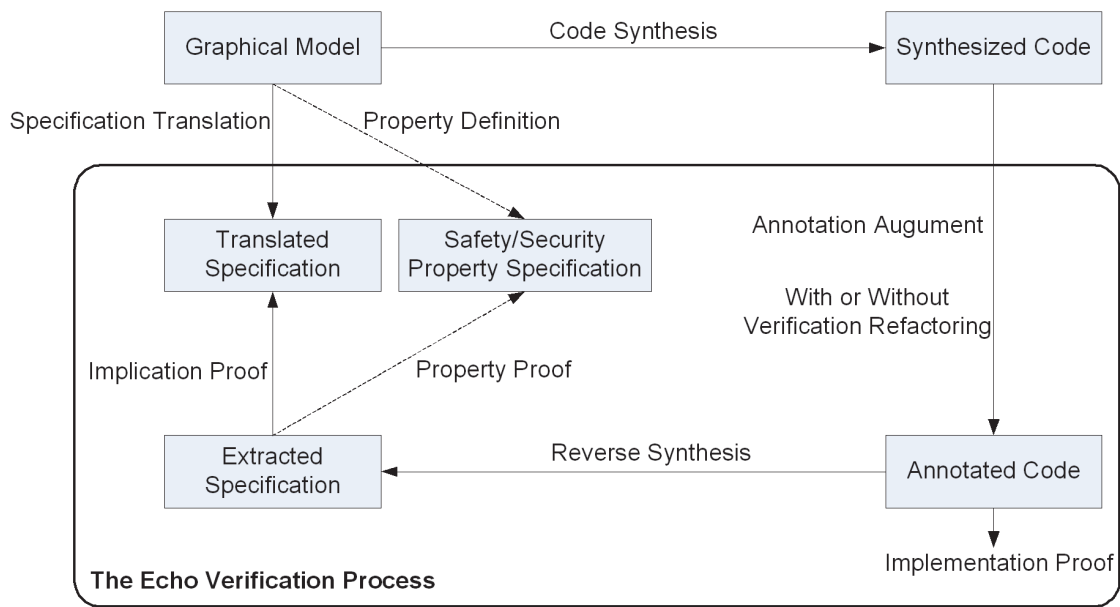 Graphical Model
Code Synthesis
Synthesized Code
Specification Translation
Property Definition
Translated
Specification
Safety/Security
Property Specification
Annotation Augument
With or Without
Verification Refactoring
Implication Proof
Property Proof
Extracted
Specification
Reverse Synthesis
Annotated Code
Implementation Proof
The Echo Verification Process